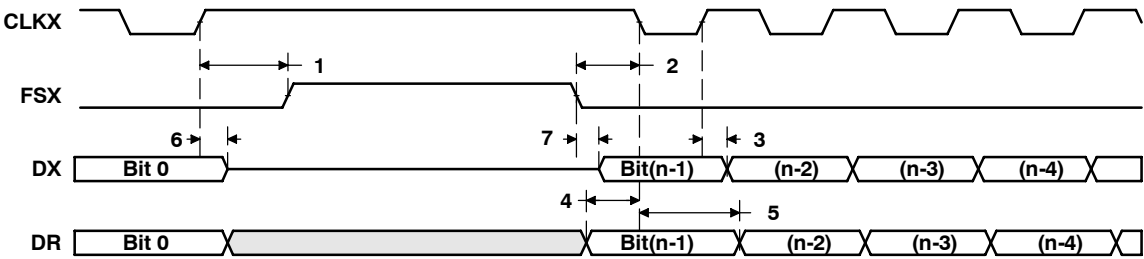 CLKX
1 2
FSX
6 7 3
DX Bit 0 Bit(n-1) (n-2) (n-3) (n-4)
4 5
DR Bit 0 Bit(n-1) (n-2) (n-3) (n-4)